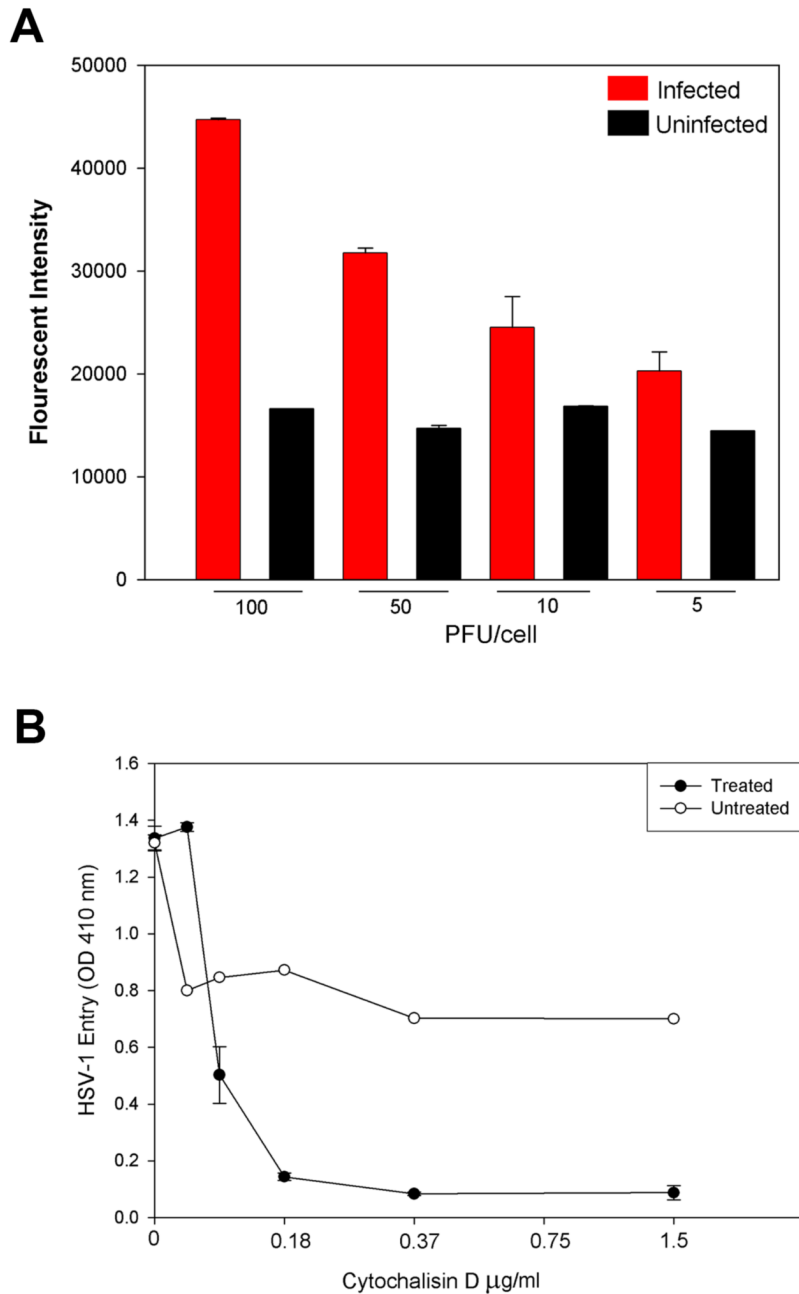 A
50000
40000
30000
20000
10000
0
Flourescent Intensity
Infected
Uninfected
100
50
10
5
PFU/cell
B
1.6
1.4
1.2
1.0
0.8
0.6
0.4
0.2
0.0
HSV-1 Entry (OD 410 nm)
Treated
Untreated
0
0.18
0.37
0.75
1.5
Cytochalisin D µg/ml